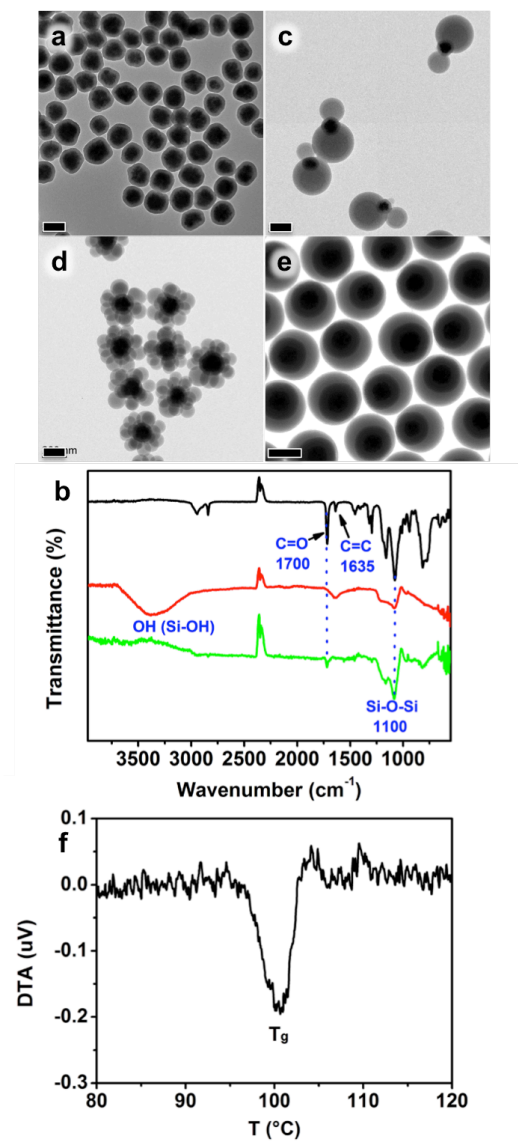 a
c
d
e
nm
b
C=O
1700
C=C
1635
OH (Si-OH)
Si-O-Si
1100
Transmittance (%)
3500 3000 2500 2000 1500 1000
Wavenumber (cm⁻¹)
f
0.1
0.0
-0.1
-0.2
-0.3
DTA (uV)
Tg
80 90 100 110 120
T (°C)